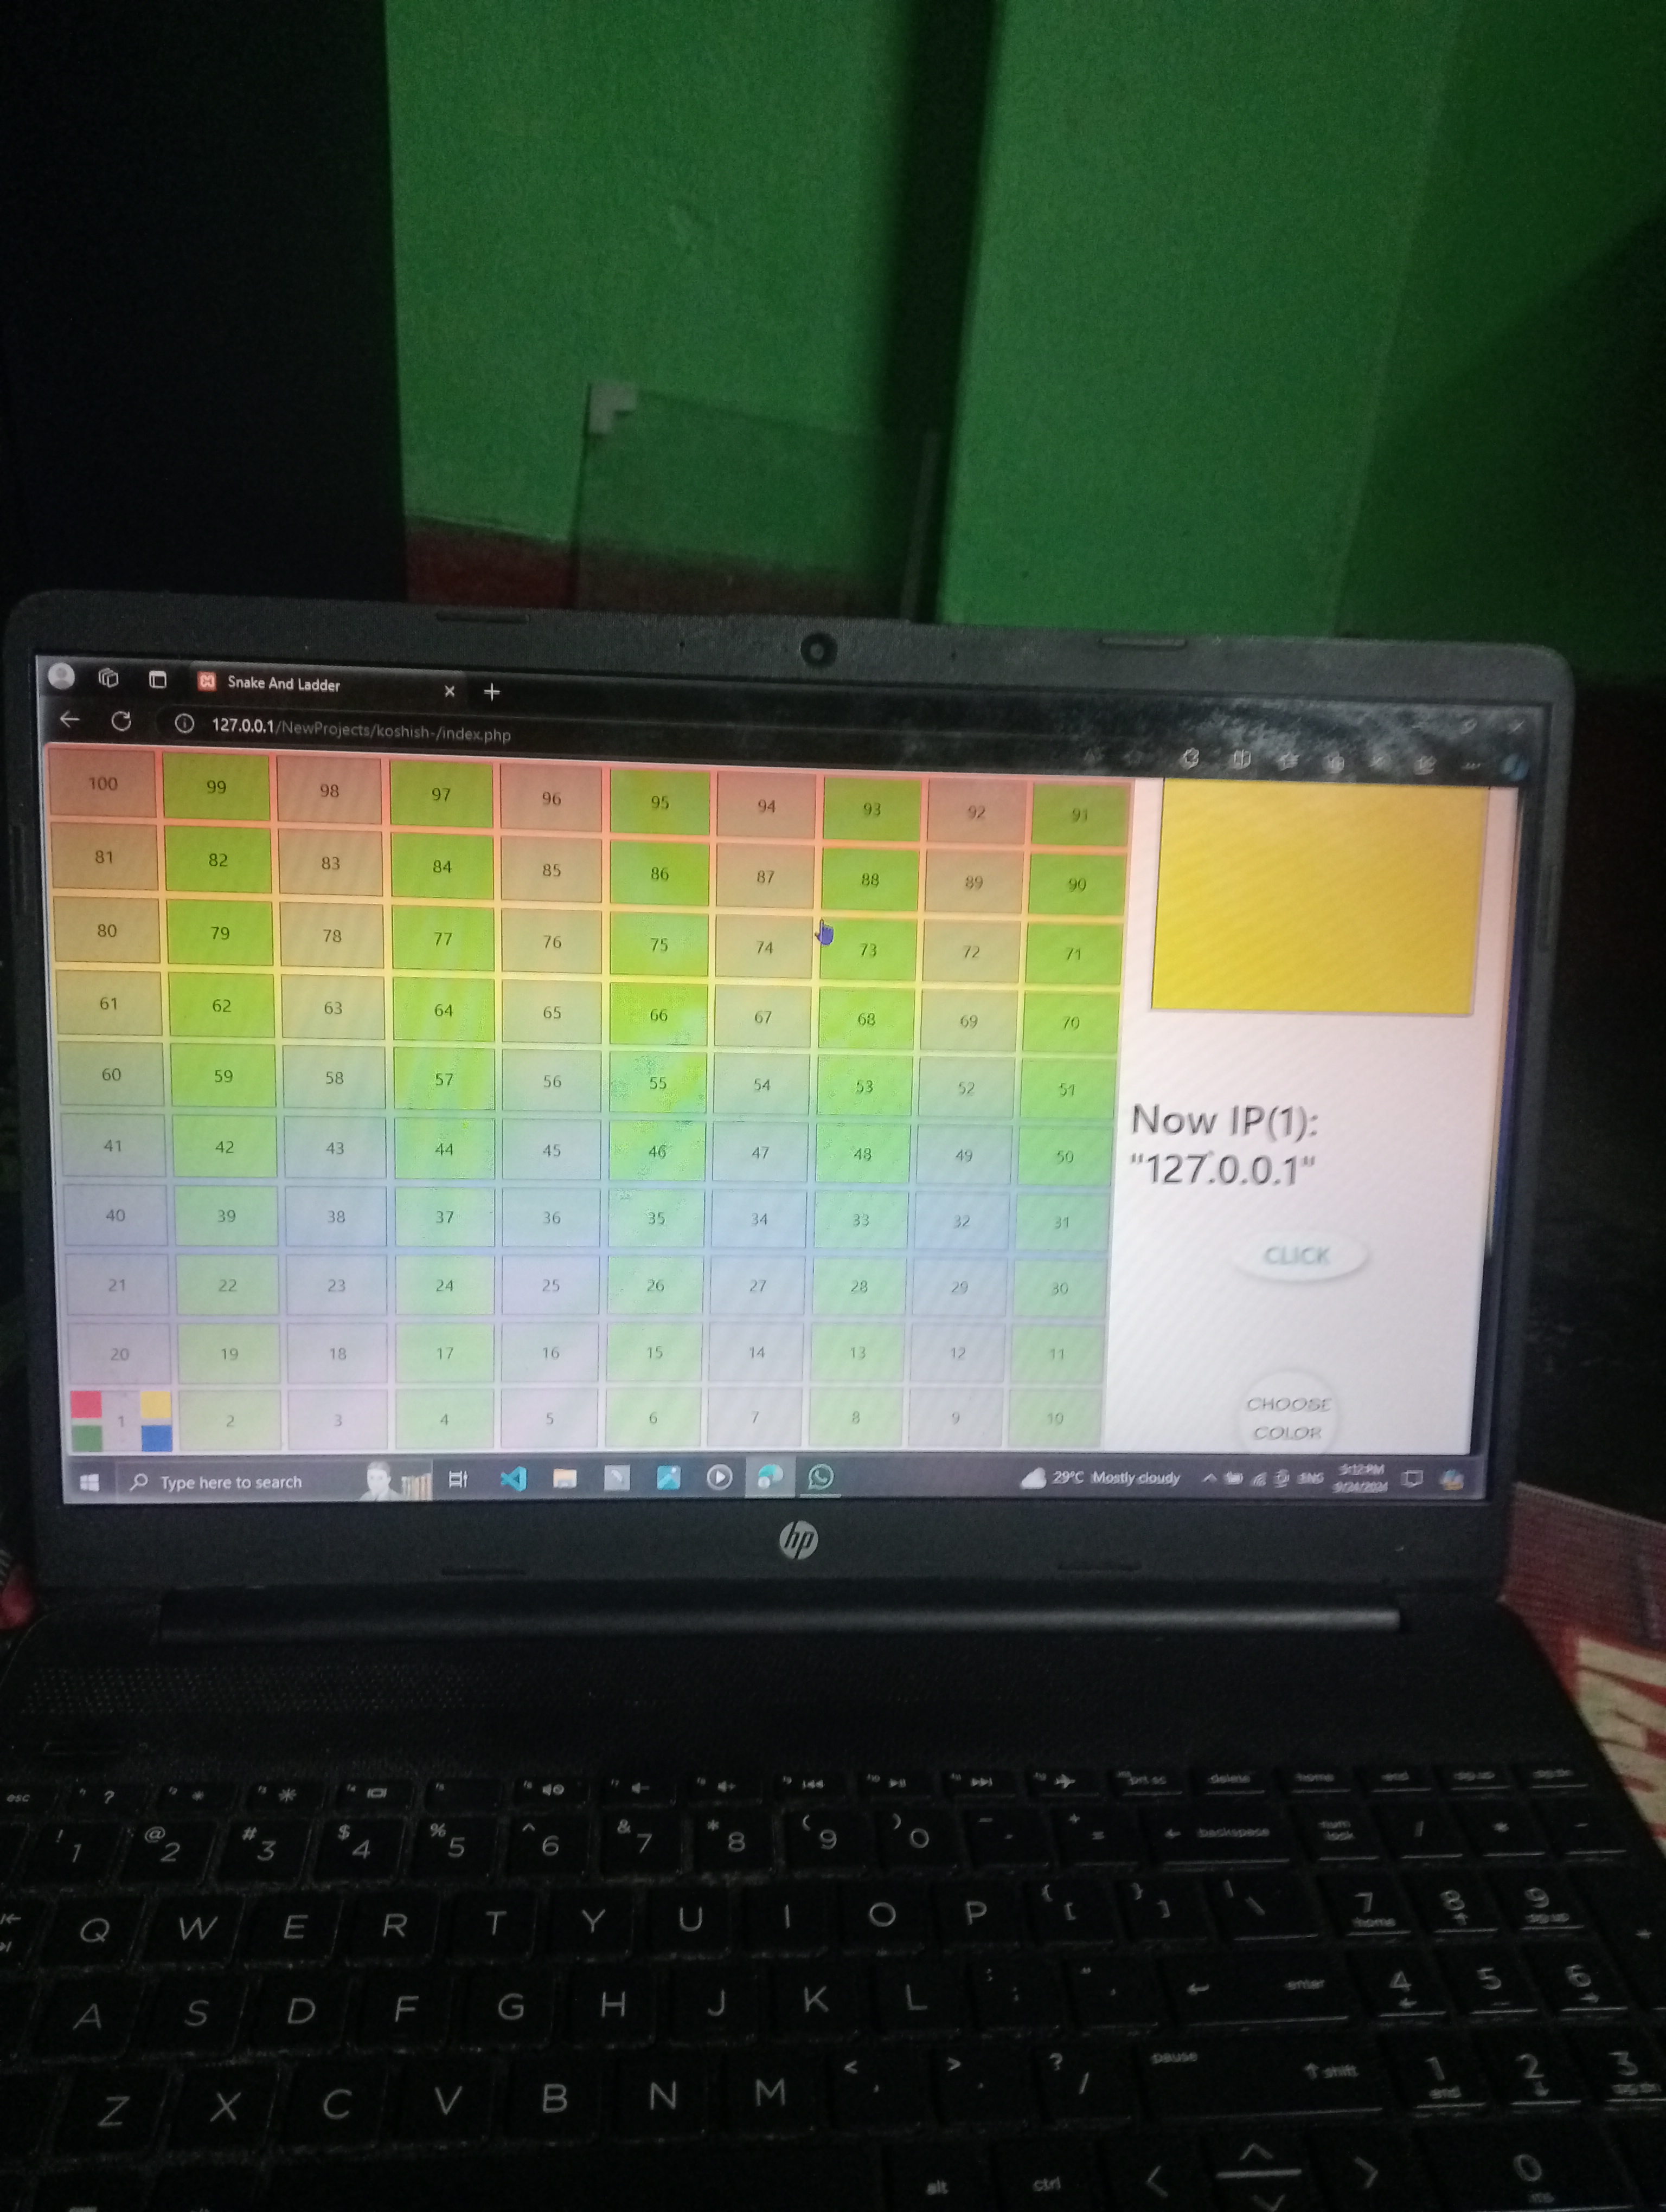 Snake And Ladder
127.0.0.1/NewProjects/koshish-/index.php
100 99 98 97 96 95 94 93 92 91
81 82 83 84 85 86 87 88 89 90
80 79 78 77 76 75 74 73 72 71
61 62 63 64 65 66 67 68 69 70
60 59 58 57 56 55 54 53 52 51
41 42 43 44 45 46 47 48 49 50
40 39 38 37 36 35 34 33 32 31
21 22 23 24 25 26 27 28 29 30
20 19 18 17 16 15 14 13 12 11
1 2 3 4 5 6 7 8 9 10
Now IP(1):
"127.0.0.1"
CLICK
CHOOSE
COLOR
Type here to search
29°C Mostly cloudy
ENG
5:12 PM
9/24/2024
hp
esc ? * prt sc delete home end
! 1 @ 2 # 3 $ 4 % 5 ^ 6 & 7 * 8 ( 9 ) 0 _ - + = backspace num lock / * -
Q W E R T Y U I O P { [ } ] | \ 7 home 8 9
A S D F G H J K L : ; " ' enter 4 5 6
Z X C V B N M < , > . ? / pause shift 1 end 2 3
alt ctrl 0